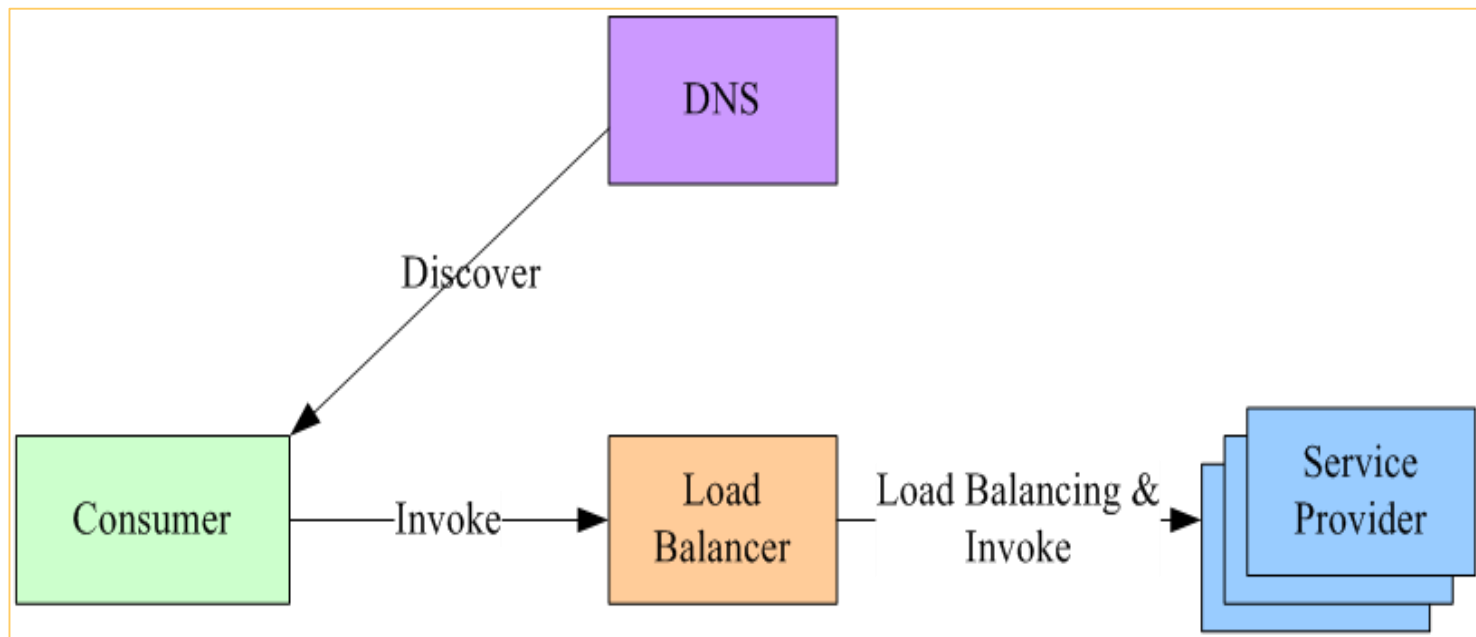 DNS
Discover
Consumer
Invoke
Load
Balancer
Load Balancing &
Invoke
Service
Provider